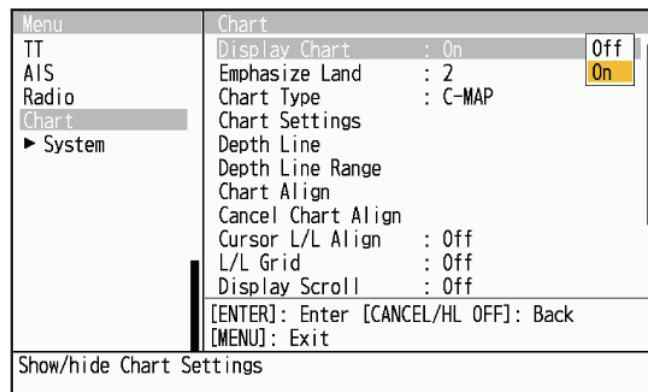 Menu
TT
AIS
Radio
Chart
► System
Chart
Display Chart : On
Emphasize Land : 2
Chart Type : C-MAP
Chart Settings
Depth Line
Depth Line Range
Chart Align
Cancel Chart Align
Cursor L/L Align : Off
L/L Grid : Off
Display Scroll : Off
Off
On
[ENTER]: Enter [CANCEL/HL OFF]: Back
[MENU]: Exit
Show/hide Chart Settings